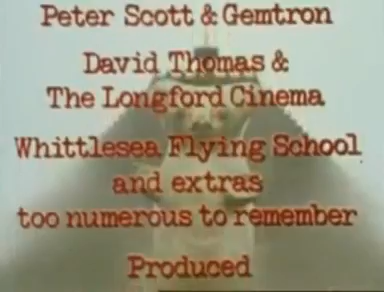 Peter Scott & Gemtron
David Thomas &
The Longford Cinema
Whittlesea Flying School
and extras
too numerous to remember
Produced